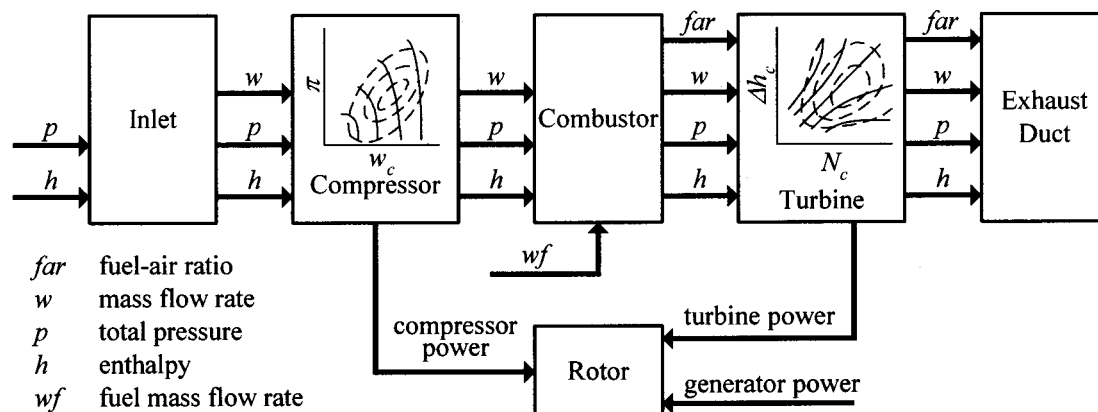 far far
w w w w
p p p p p
h h h h h
Inlet
π
w_c
Compressor
Combustor
Δh_c
N_c
Turbine
Exhaust
Duct
wf
far fuel-air ratio
w mass flow rate
p total pressure
h enthalpy
wf fuel mass flow rate
compressor
power
Rotor
turbine power
generator power